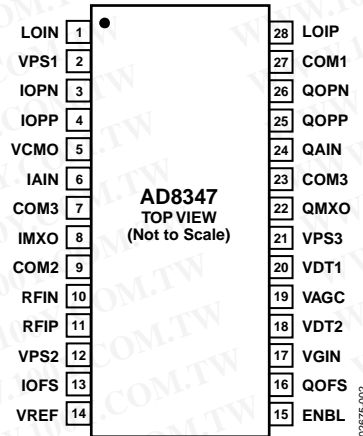 LOIN 1
VPS1 2
IOPN 3
IOPP 4
VCMO 5
IAIN 6
COM3 7
IMXO 8
COM2 9
RFIN 10
RFIP 11
VPS2 12
IOFS 13
VREF 14
AD8347
TOP VIEW
(Not to Scale)
28 LOIP
27 COM1
26 QOPN
25 QOPP
24 QAIN
23 COM3
22 QMXO
21 VPS3
20 VDT1
19 VAGC
18 VDT2
17 VGIN
16 QOFS
15 ENBL
02675-002